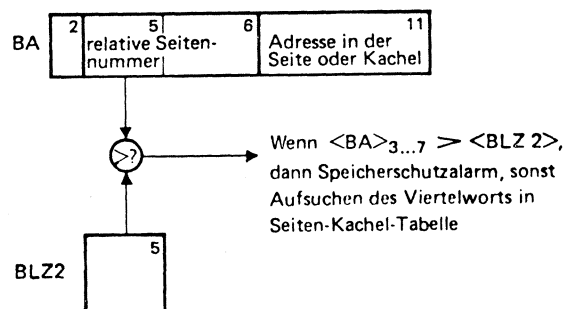 BA
2
5
6
11
relative Seiten-
nummer
Adresse in der
Seite oder Kachel
>?
Wenn <BA>3...7 > <BLZ 2>,
dann Speicherschutzalarm, sonst
Aufsuchen des Viertelworts in
Seiten-Kachel-Tabelle
5
BLZ2